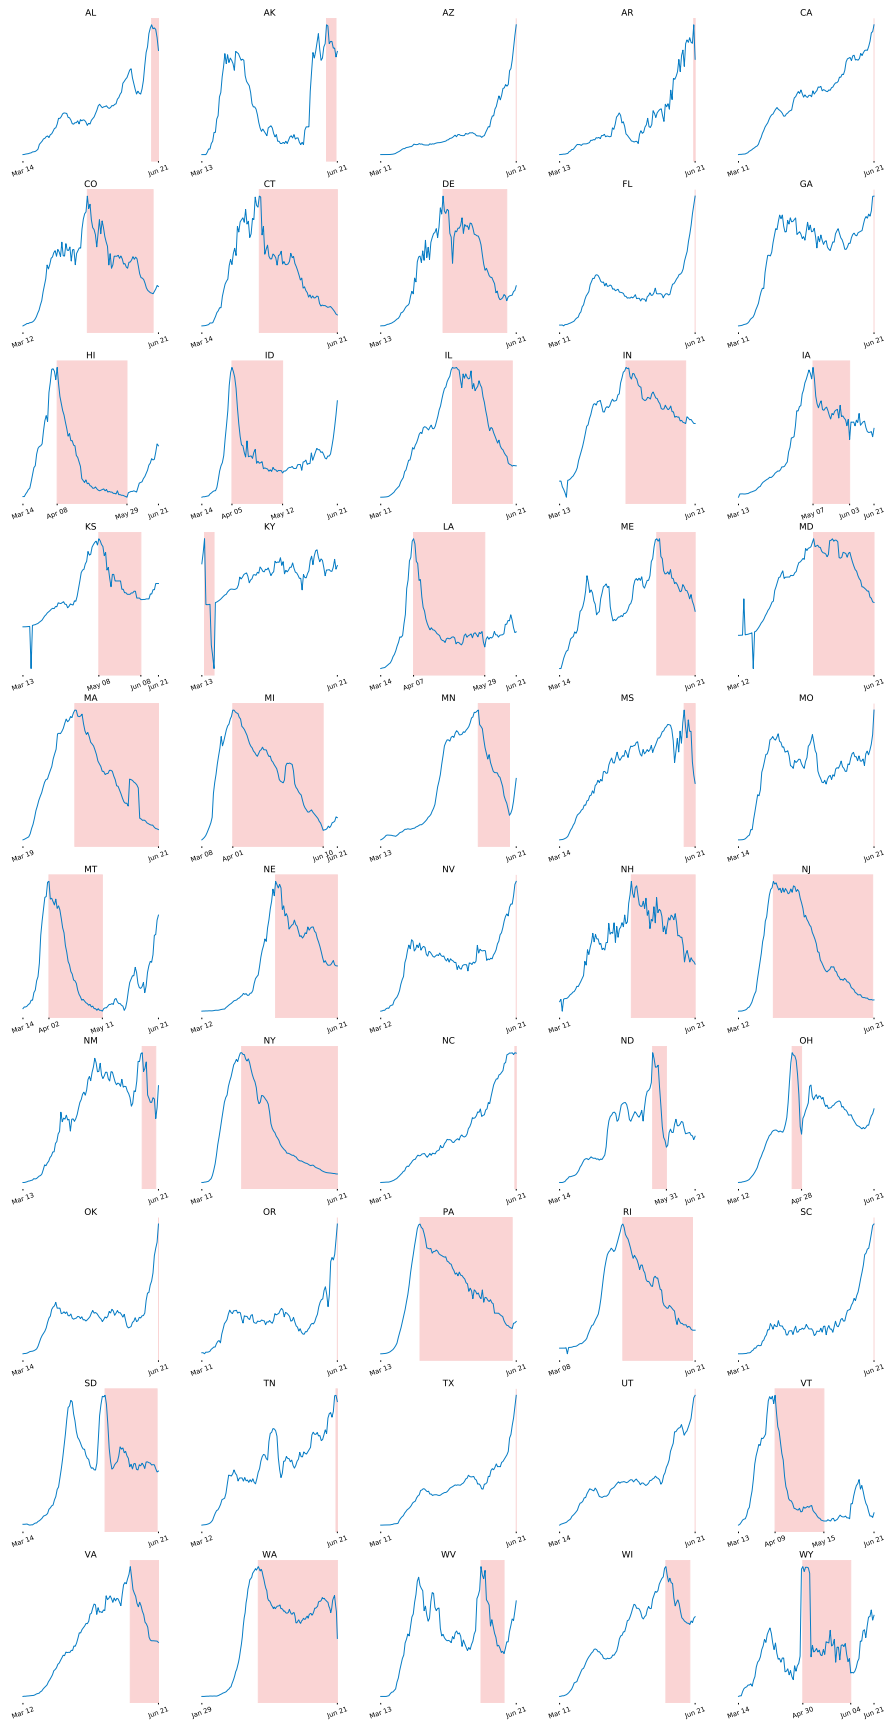 AL AK AZ AR CA
Mar 14 Jun 21 Mar 13 Jun 21 Mar 11 Jun 21 Mar 13 Jun 21 Mar 11 Jun 21
CO CT DE FL GA
Mar 12 Jun 21 Mar 14 Jun 21 Mar 13 Jun 21 Mar 11 Jun 21 Mar 11 Jun 21
HI ID IL IN IA
Mar 14 Apr 08 May 29 Jun 21 Mar 14 Apr 05 May 12 Jun 21 Mar 11 Jun 21 Mar 13 Jun 21 Mar 13 May 07 Jun 03 Jun 21
KS KY LA ME MD
Mar 13 May 08 Jun 08 Jun 21 Mar 13 Jun 21 Mar 14 Apr 07 May 29 Jun 21 Mar 14 Jun 21 Mar 12 Jun 21
MA MI MN MS MO
Mar 19 Jun 21 Mar 08 Apr 01 Jun 10 Jun 21 Mar 13 Jun 21 Mar 14 Jun 21 Mar 14 Jun 21
MT NE NV NH NJ
Mar 14 Apr 02 May 11 Jun 21 Mar 12 Jun 21 Mar 12 Jun 21 Mar 11 Jun 21 Mar 12 Jun 21
NM NY NC ND OH
Mar 13 Jun 21 Mar 11 Jun 21 Mar 11 Jun 21 Mar 14 May 31 Jun 21 Mar 12 Apr 28 Jun 21
OK OR PA RI SC
Mar 14 Jun 21 Mar 11 Jun 21 Mar 13 Jun 21 Mar 08 Jun 21 Mar 11 Jun 21
SD TN TX UT VT
Mar 14 Jun 21 Mar 12 Jun 21 Mar 11 Jun 21 Mar 14 Jun 21 Mar 13 Apr 09 May 15 Jun 21
VA WA WV WI WY
Mar 12 Jun 21 Jan 29 Jun 21 Mar 13 Jun 21 Mar 11 Jun 21 Mar 14 Apr 30 Jun 04 Jun 21